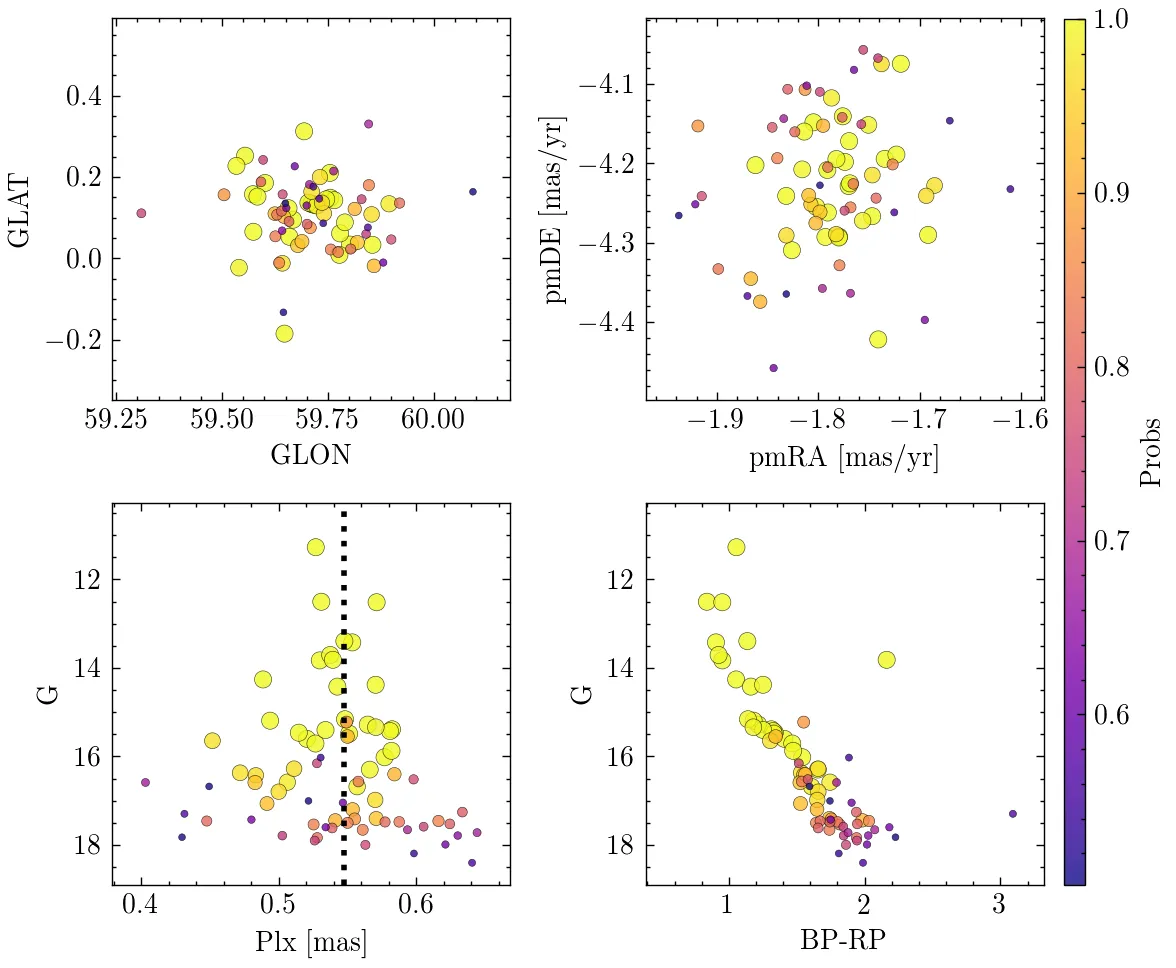 GLAT
0.4
0.2
0.0
−0.2
59.25 59.50 59.75 60.00
GLON
pmDE [mas/yr]
−4.1
−4.2
−4.3
−4.4
−1.9 −1.8 −1.7 −1.6
pmRA [mas/yr]
1.0
0.9
0.8
0.7
0.6
Probs
G
12
14
16
18
0.4 0.5 0.6
Plx [mas]
G
12
14
16
18
1 2 3
BP-RP